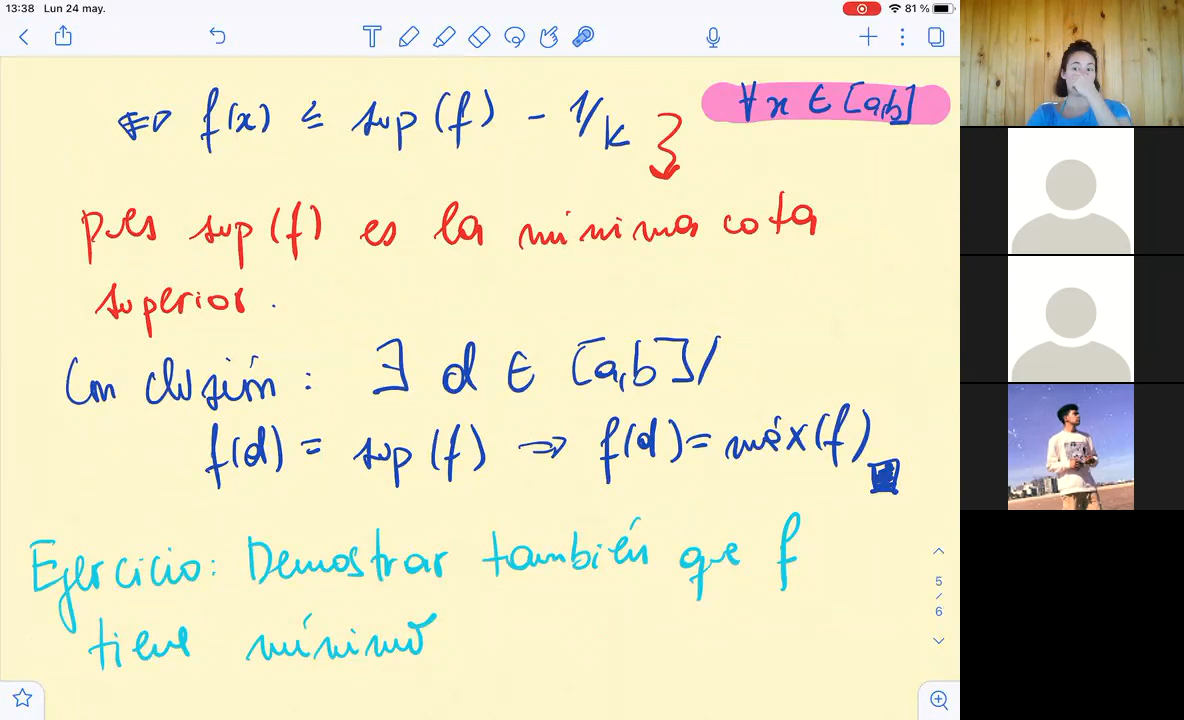 13:38 Lun 24 may.
81 %
⇔ f(x) ≤ sup (f) - 1/k
∀ x ∈ [a,b]
pues sup (f) es la mínima cota
superior.
Conclusión: ∃ d ∈ [a,b] /
f(d) = sup (f) ⇒ f(d) = máx(f)
Ejercicio: Demostrar también que f
tiene mínimo
5
/
6